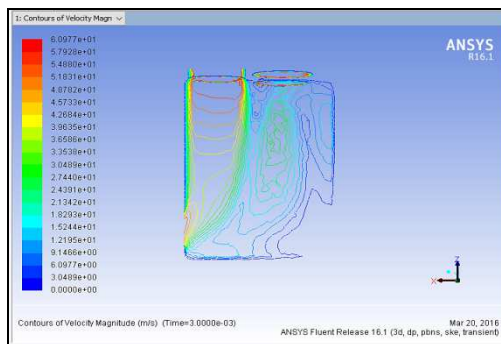 1: Contours of Velocity Magn
ANSYS
R16.1
6.0977e+01
5.7928e+01
5.4880e+01
5.1831e+01
4.8782e+01
4.5733e+01
4.2684e+01
3.9635e+01
3.6586e+01
3.3538e+01
3.0489e+01
2.7440e+01
2.4391e+01
2.1342e+01
1.8293e+01
1.5244e+01
1.2195e+01
9.1466e+00
6.0977e+00
3.0489e+00
0.0000e+00
Z
X
Contours of Velocity Magnitude (m/s) (Time=3.0000e-03)
Mar 20, 2016
ANSYS Fluent Release 16.1 (3d, dp, pbns, ske, transient)